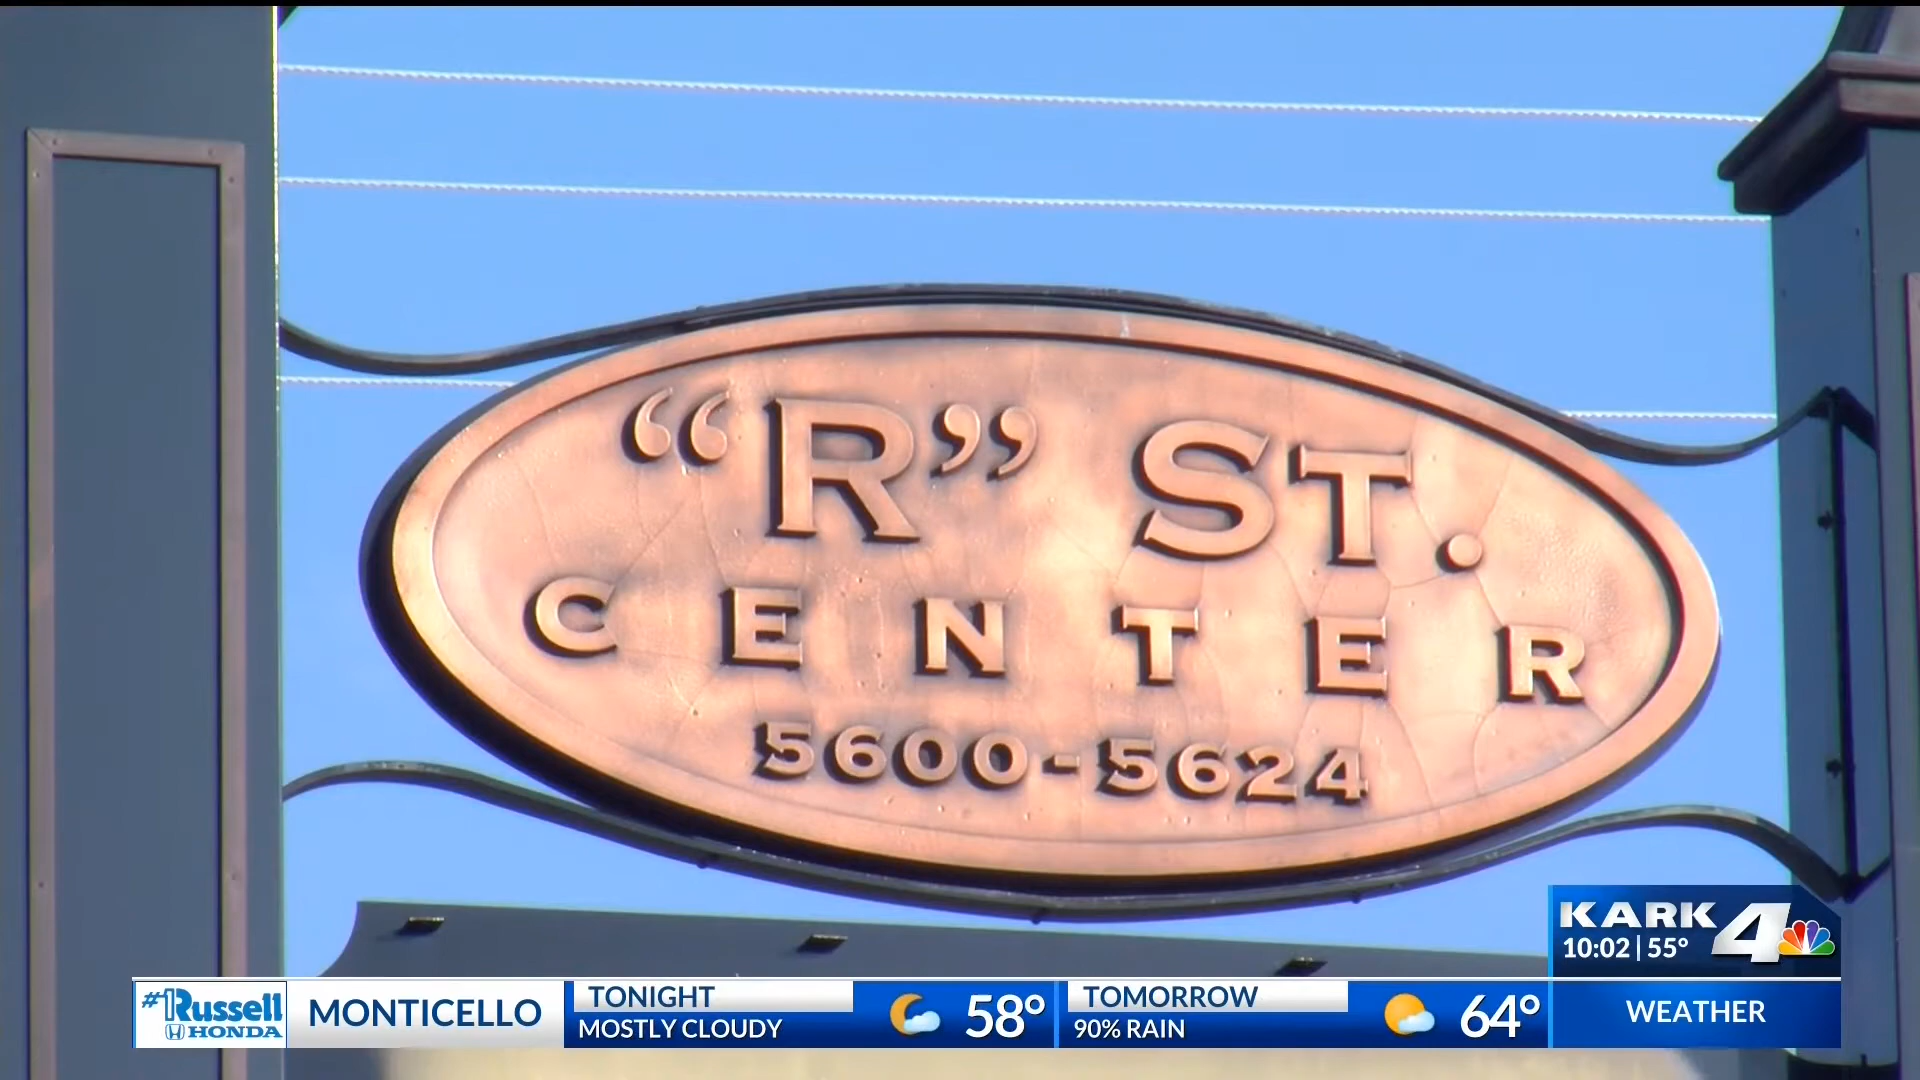 “R” ST.
CENTER
5600-5624
KARK 4
10:02 | 55°
#1 RUSSELL HONDA
MONTICELLO
TONIGHT
MOSTLY CLOUDY
58°
TOMORROW
90% RAIN
64°
WEATHER